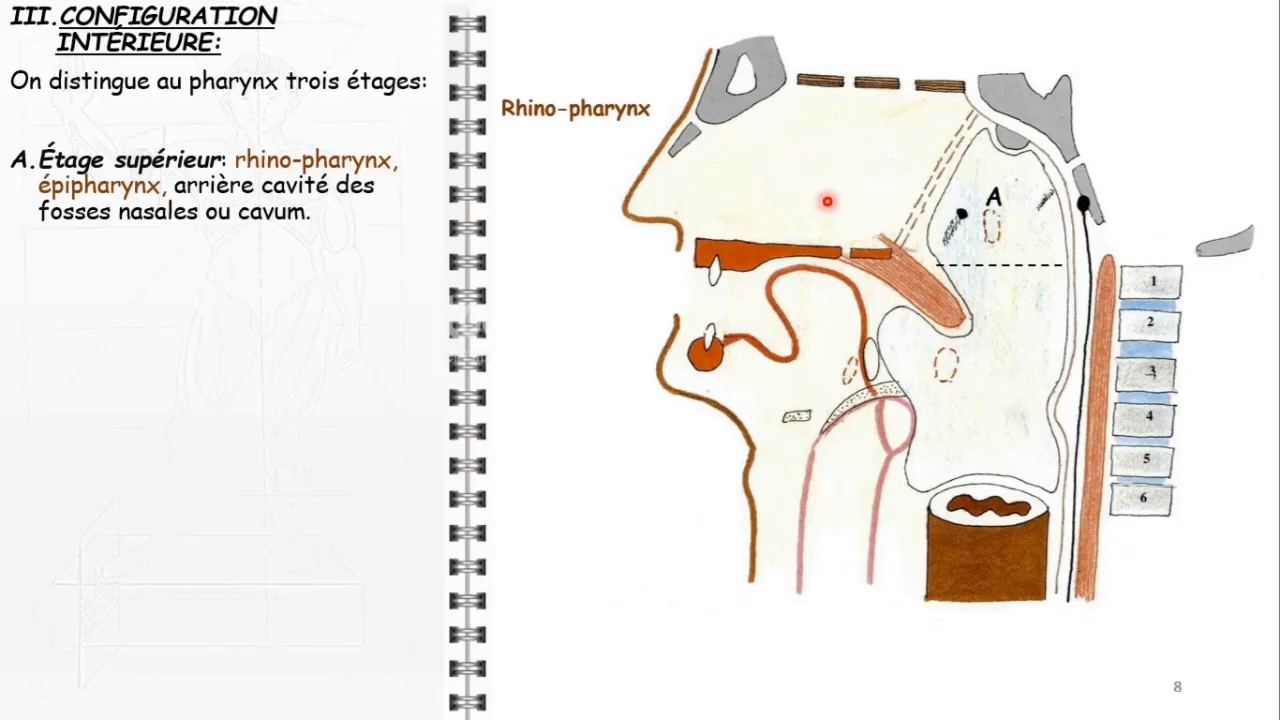 III.CONFIGURATION
INTÉRIEURE:
On distingue au pharynx trois étages:
A.Étage supérieur: rhino-pharynx,
épipharynx, arrière cavité des
fosses nasales ou cavum.
Rhino-pharynx
A
1
2
3
4
5
6
8